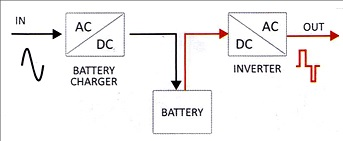 IN
AC
DC
BATTERY
CHARGER
BATTERY
AC
DC
INVERTER
OUT